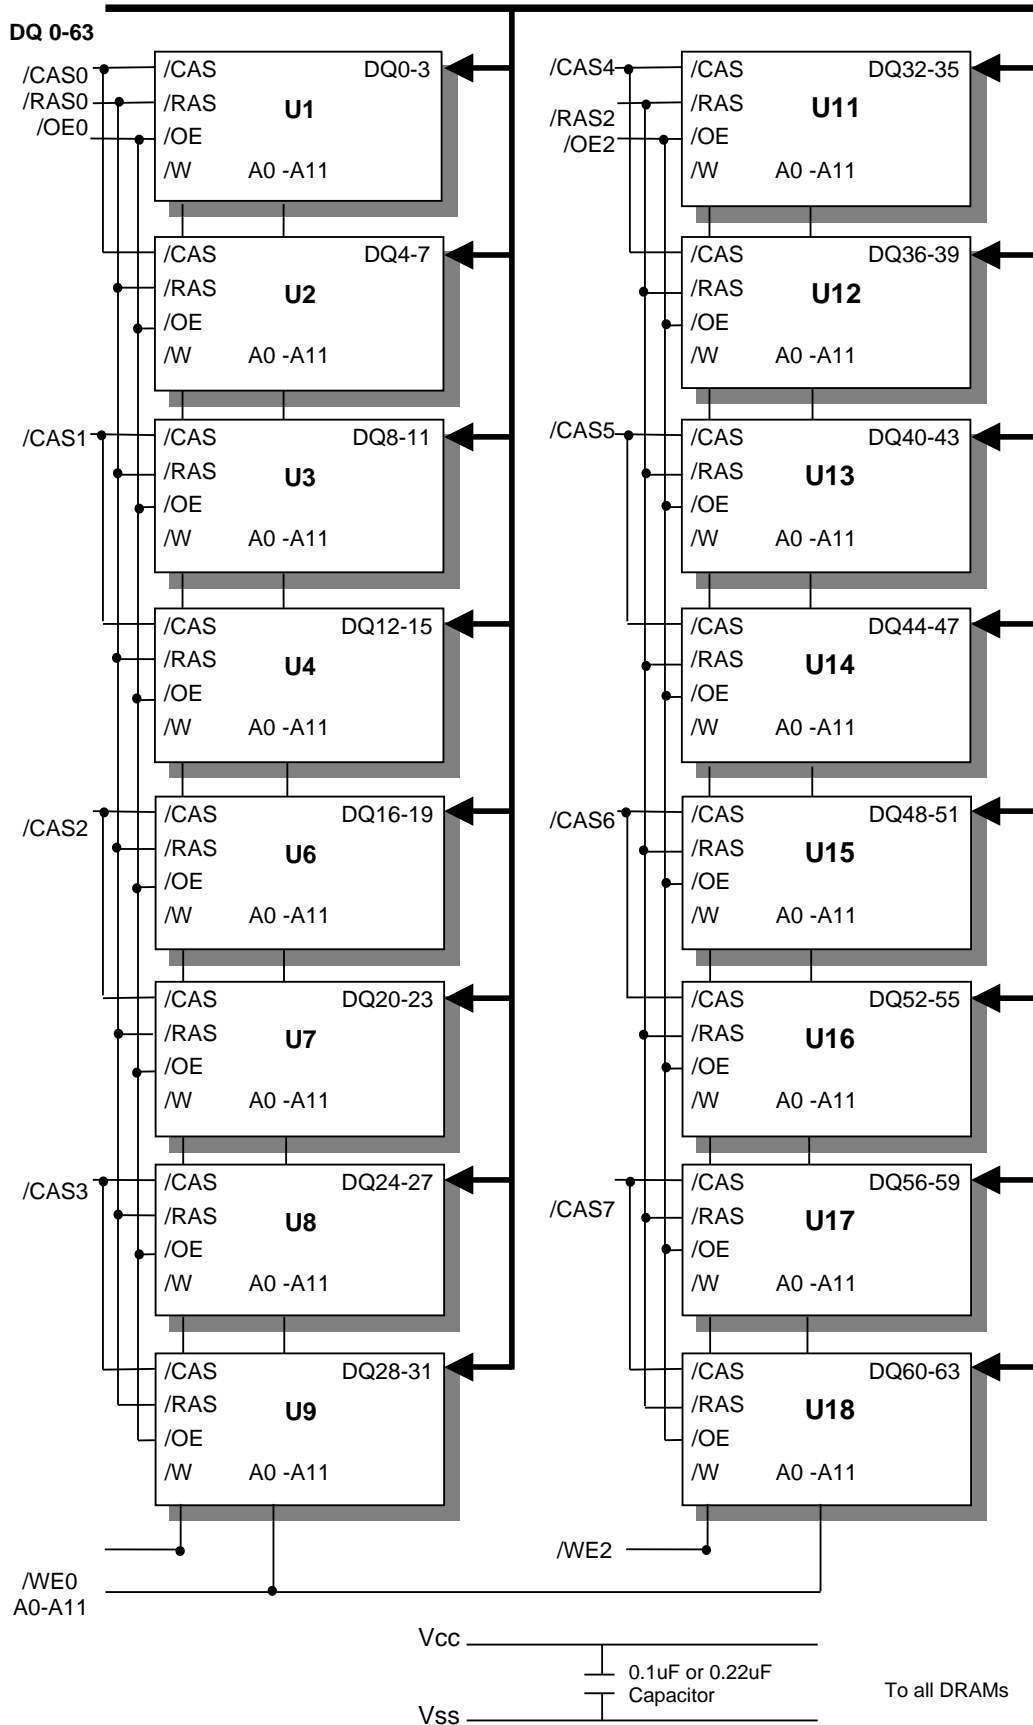 DQ 0-63
/CAS0
/RAS0
/OE0
/CAS DQ0-3
/RAS
U1
/OE
/W A0 -A11
/CAS DQ4-7
/RAS
U2
/OE
/W A0 -A11
/CAS1
/CAS DQ8-11
/RAS
U3
/OE
/W A0 -A11
/CAS DQ12-15
/RAS
U4
/OE
/W A0 -A11
/CAS2
/CAS DQ16-19
/RAS
U6
/OE
/W A0 -A11
/CAS DQ20-23
/RAS
U7
/OE
/W A0 -A11
/CAS3
/CAS DQ24-27
/RAS
U8
/OE
/W A0 -A11
/CAS DQ28-31
/RAS
U9
/OE
/W A0 -A11
/WE0
A0-A11
/CAS4
/RAS2
/OE2
/CAS DQ32-35
/RAS
U11
/OE
/W A0 -A11
/CAS DQ36-39
/RAS
U12
/OE
/W A0 -A11
/CAS5
/CAS DQ40-43
/RAS
U13
/OE
/W A0 -A11
/CAS DQ44-47
/RAS
U14
/OE
/W A0 -A11
/CAS6
/CAS DQ48-51
/RAS
U15
/OE
/W A0 -A11
/CAS DQ52-55
/RAS
U16
/OE
/W A0 -A11
/CAS7
/CAS DQ56-59
/RAS
U17
/OE
/W A0 -A11
/CAS DQ60-63
/RAS
U18
/OE
/W A0 -A11
/WE2
Vcc
0.1uF or 0.22uF
Capacitor
To all DRAMs
Vss